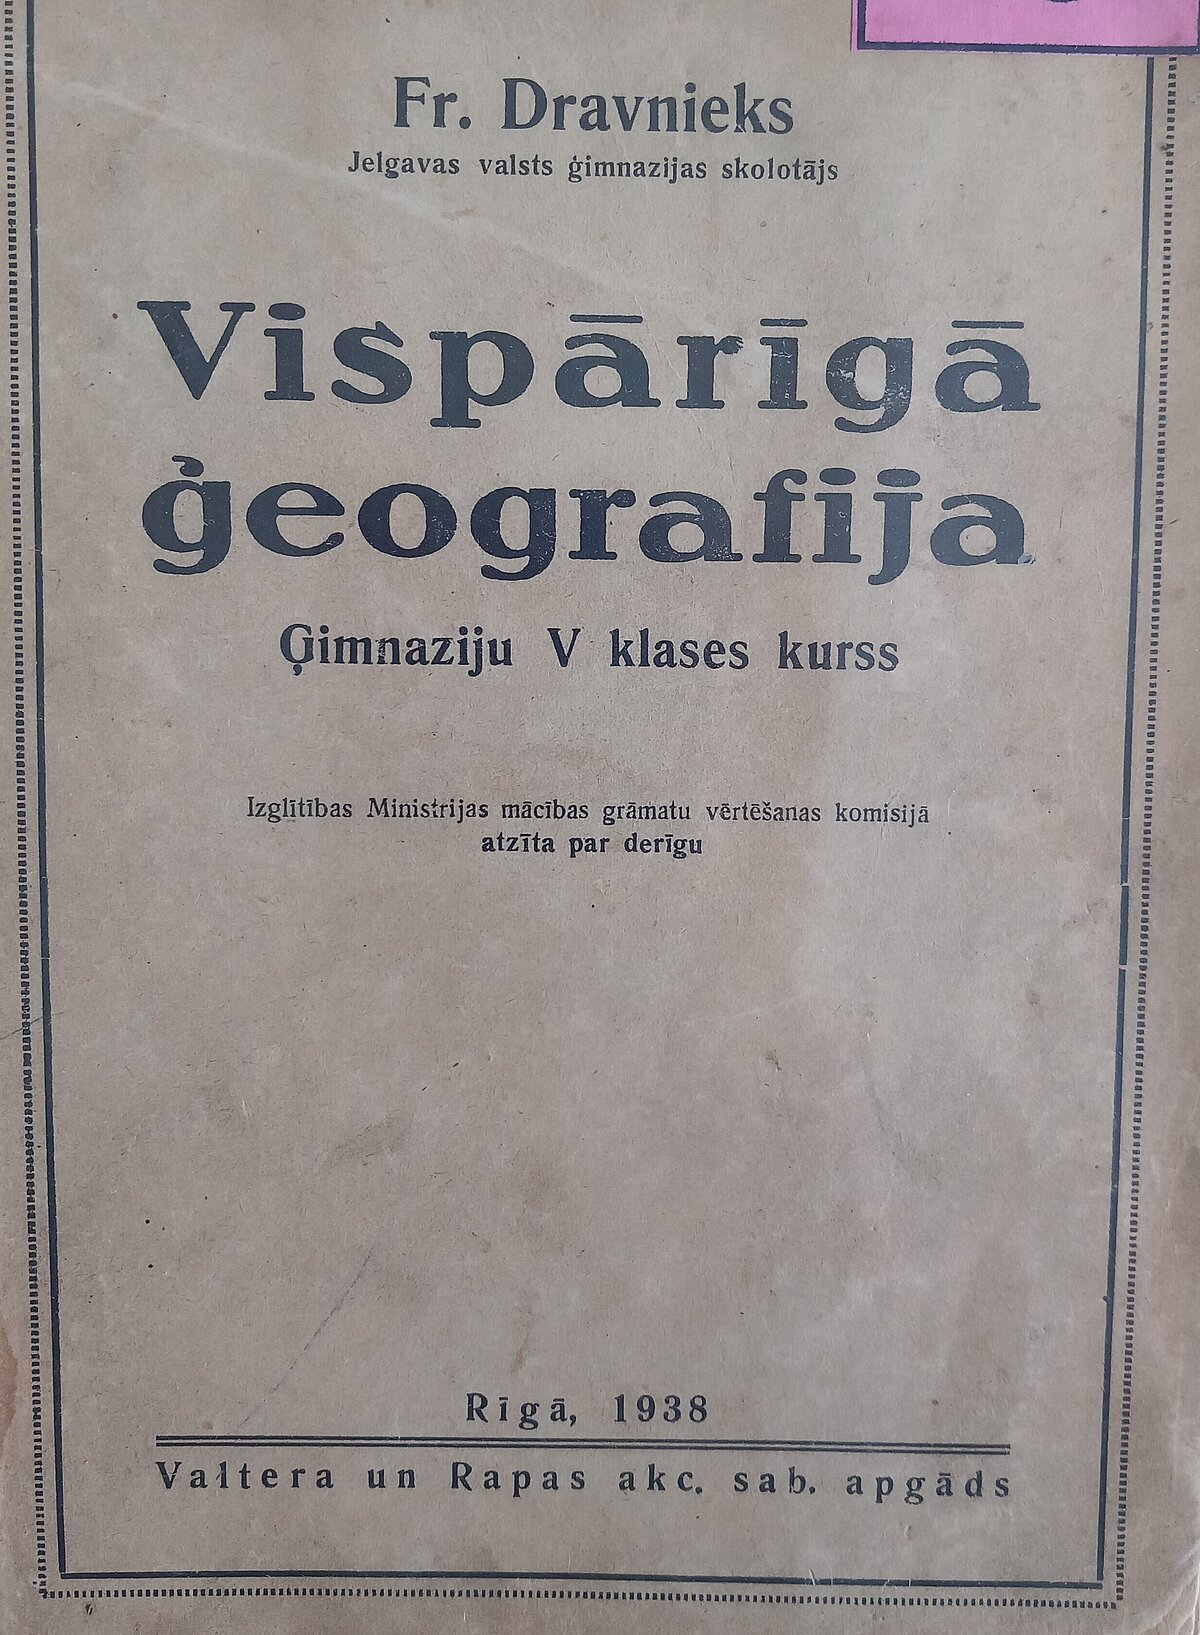 Fr. Dravnieks
Jelgavas valsts ģimnazijas skolotājs
Vispārīgā
ģeografija
Ģimnaziju V klases kurss
Izglītības Ministrijas mācības grāmatu vērtēšanas komisijā
atzīta par derīgu
Rīgā, 1938
Valtera un Rapas akc. sab. apgāds